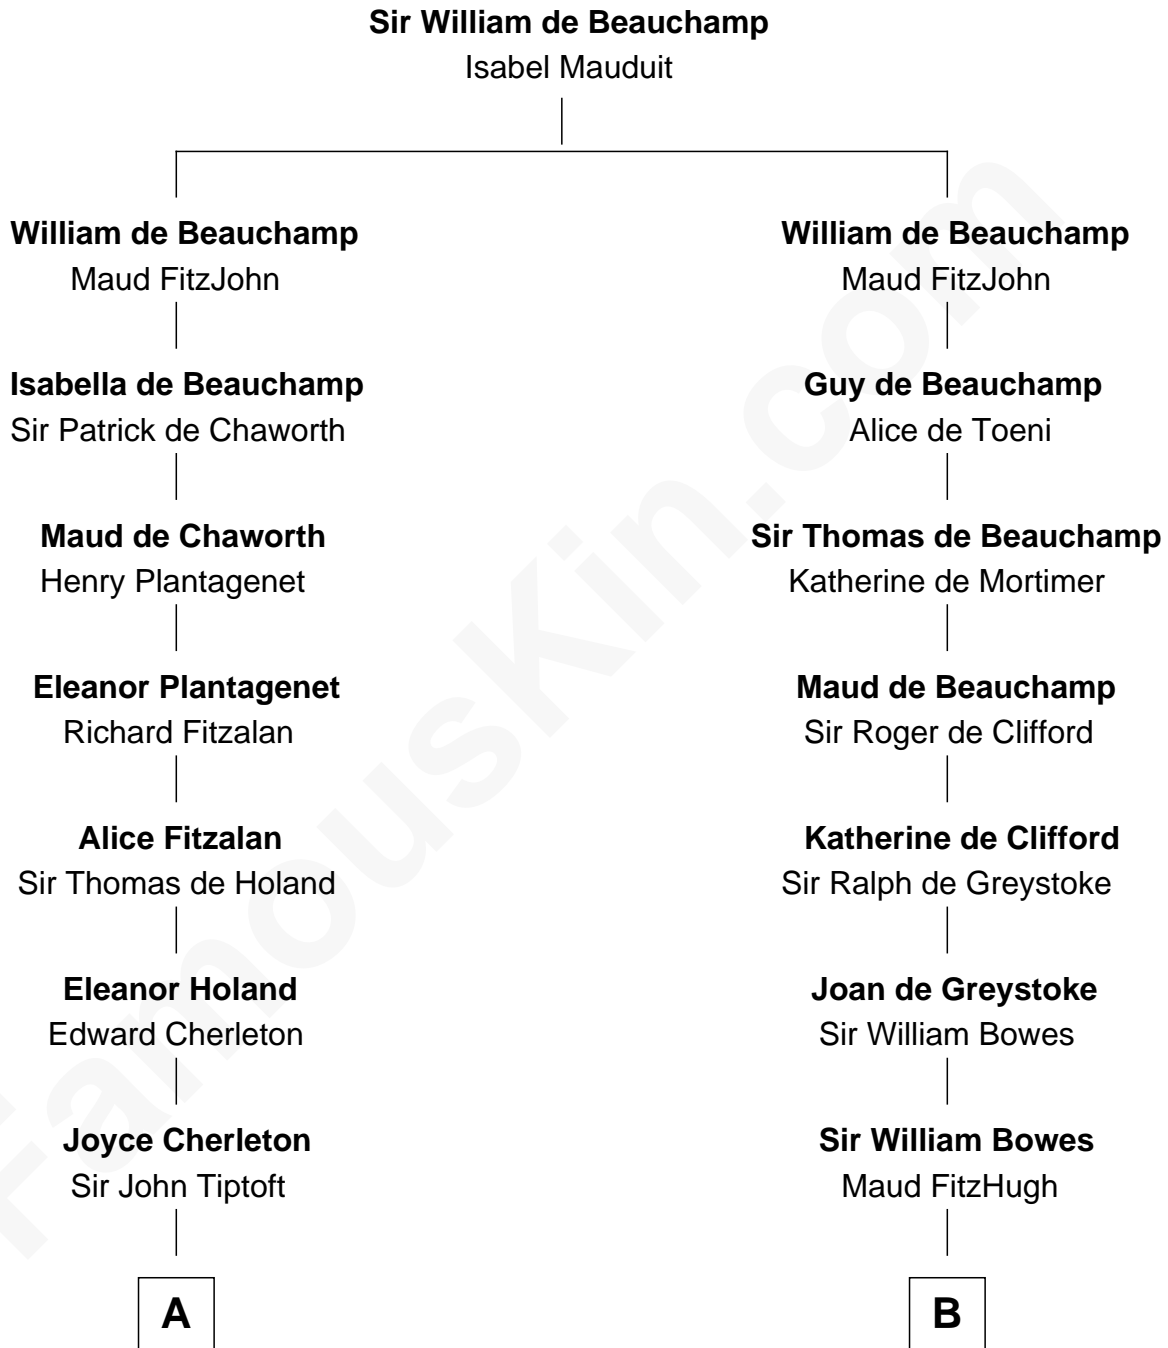 Sir William de Beauchamp
Isabel Mauduit
William de Beauchamp
Maud FitzJohn
Isabella de Beauchamp
Sir Patrick de Chaworth
Maud de Chaworth
Henry Plantagenet
Eleanor Plantagenet
Richard Fitzalan
Alice Fitzalan
Sir Thomas de Holand
Eleanor Holand
Edward Cherleton
Joyce Cherleton
Sir John Tiptoft
A
William de Beauchamp
Maud FitzJohn
Guy de Beauchamp
Alice de Toeni
Sir Thomas de Beauchamp
Katherine de Mortimer
Maud de Beauchamp
Sir Roger de Clifford
Katherine de Clifford
Sir Ralph de Greystoke
Joan de Greystoke
Sir William Bowes
Sir William Bowes
Maud FitzHugh
B
FamousKin.com